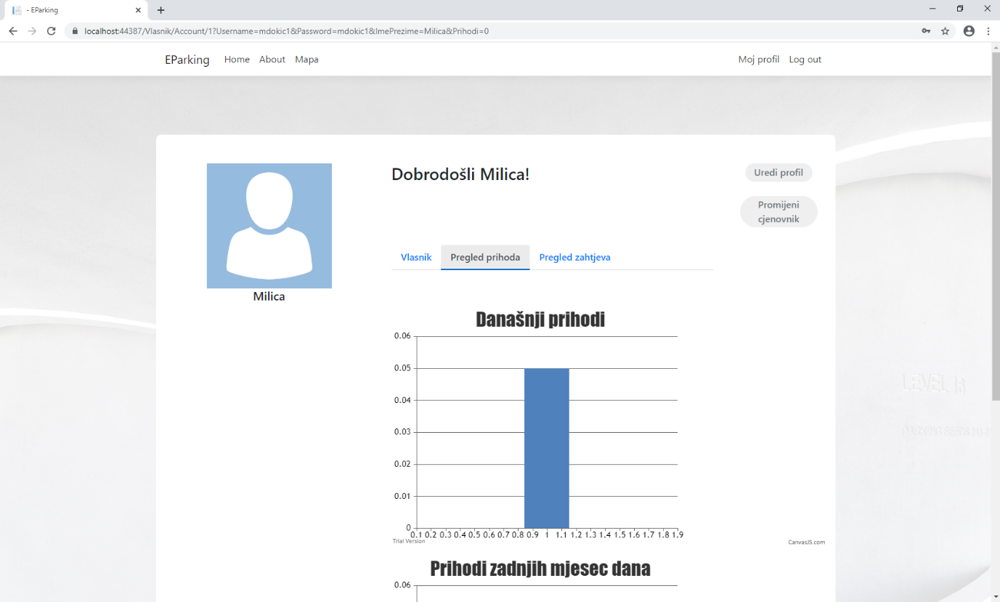 - EParking
localhost:44387/Vlasnik/Account/1?Username=mdokic1&Password=mdokic1&ImePrezime=Milica&Prihodi=0
EParking Home About Mapa Moj profil Log out
Dobrodošli Milica!
Uredi profil
Promijeni
cjenovnik
Vlasnik Pregled prihoda Pregled zahtjeva
Milica
Današnji prihodi
0.06
0.05
0.04
0.03
0.02
0.01
0
0.1 0.2 0.3 0.4 0.5 0.6 0.7 0.8 0.9 1 1.1 1.2 1.3 1.4 1.5 1.6 1.7 1.8 1.9
Trial Version CanvasJS.com
Prihodi zadnjih mjesec dana
0.06
LEVEL